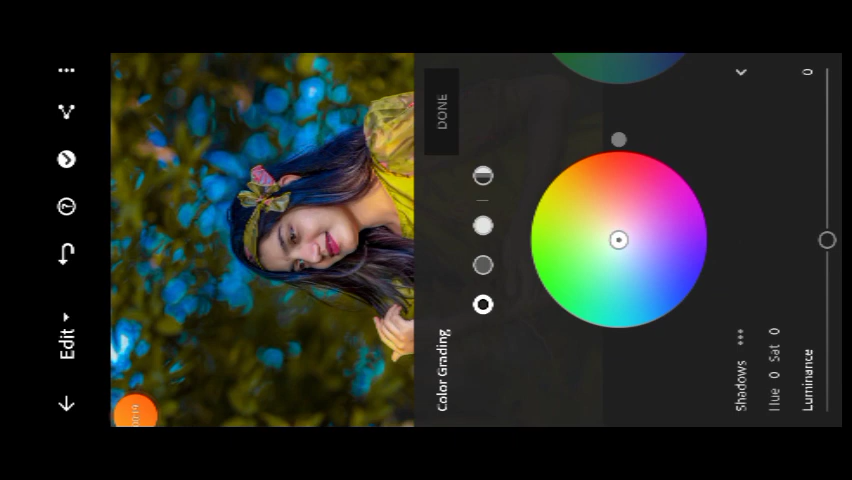 Edit
Color Grading
DONE
Shadows
Hue 0 Sat 0
Luminance 0